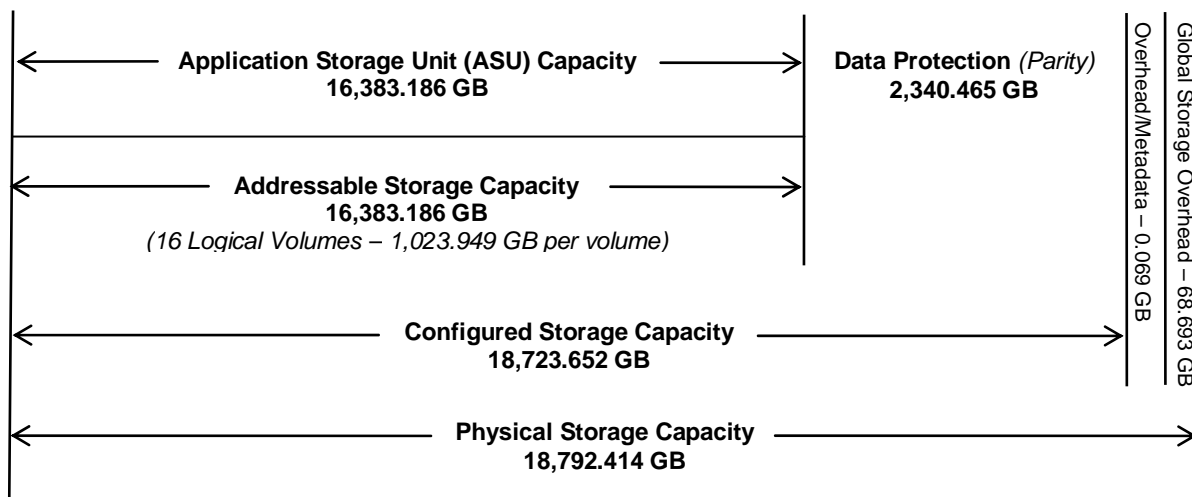 Application Storage Unit (ASU) Capacity
16,383.186 GB
Data Protection (Parity)
2,340.465 GB
Overhead/Metadata – 0.069 GB
Global Storage Overhead – 68.693 GB
Addressable Storage Capacity
16,383.186 GB
(16 Logical Volumes – 1,023.949 GB per volume)
Configured Storage Capacity
18,723.652 GB
Physical Storage Capacity
18,792.414 GB